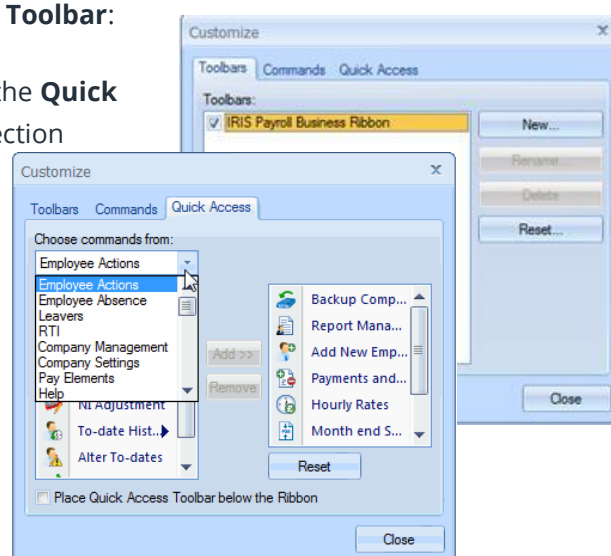 Toolbar:
the Quick
ection
Customize
Toolbars Commands Quick Access
Toolbars:
IRIS Payroll Business Ribbon
New...
Rename...
Delete
Reset...
Close
Customize
Toolbars Commands Quick Access
Choose commands from:
Employee Actions
Employee Actions
Employee Absence
Leavers
RTI
Company Management
Company Settings
Pay Elements
Help
NI Adjustment
To-date Hist..
Alter To-dates
Add >>
Remove
Backup Comp...
Report Mana...
Add New Emp...
Payments and...
Hourly Rates
Month end S...
Reset
Place Quick Access Toolbar below the Ribbon
Close